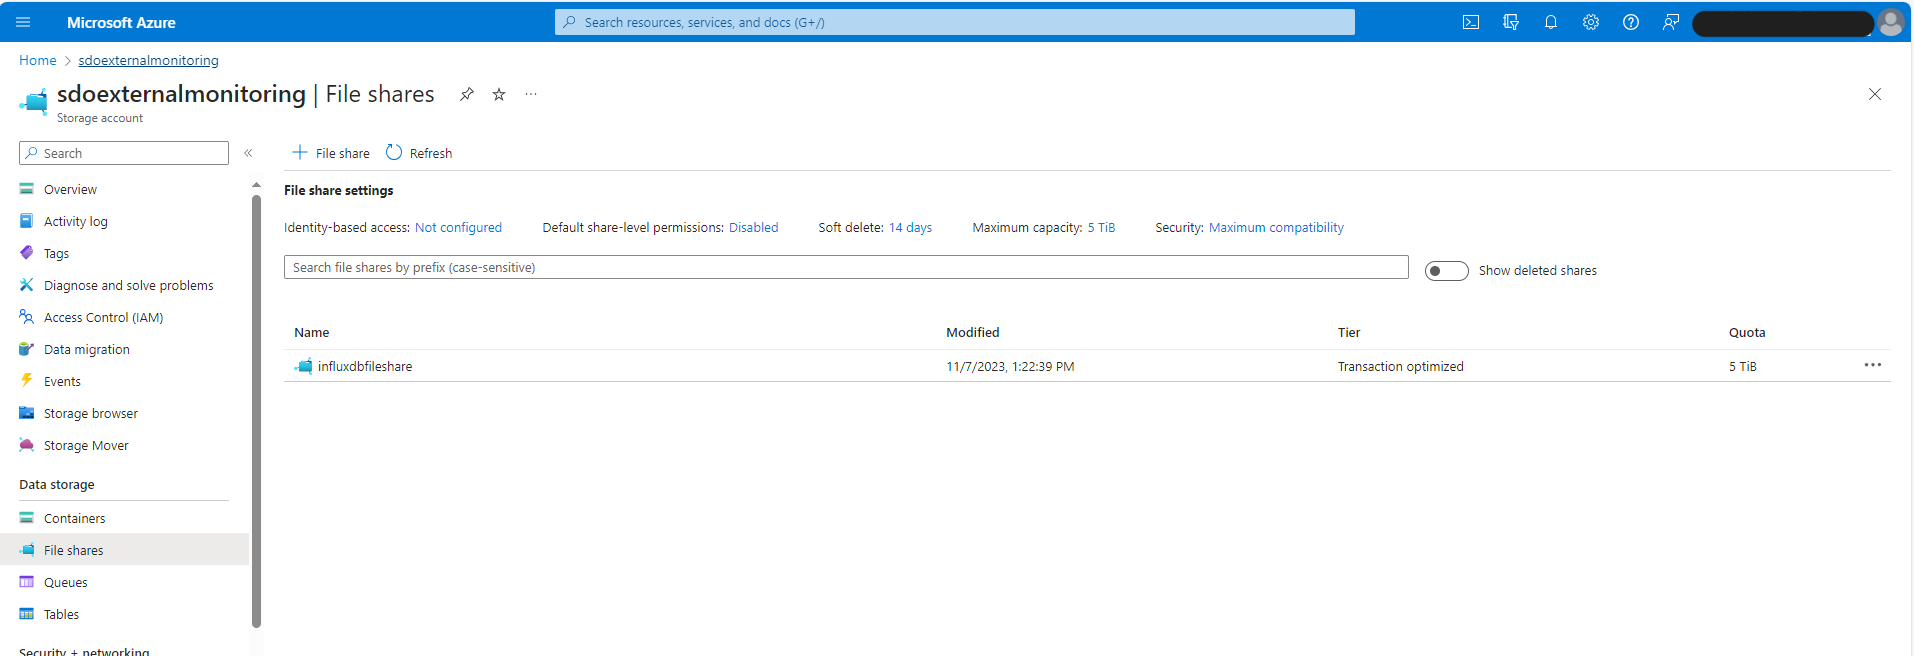 Microsoft Azure
Search resources, services, and docs (G+/)
Home > sdoexternalmonitoring
sdoexternalmonitoring | File shares
Storage account
Search
File share
Refresh
Overview
Activity log
Tags
Diagnose and solve problems
Access Control (IAM)
Data migration
Events
Storage browser
Storage Mover
Data storage
Containers
File shares
Queues
Tables
Security + networking
File share settings
Identity-based access: Not configured
Default share-level permissions: Disabled
Soft delete: 14 days
Maximum capacity: 5 TiB
Security: Maximum compatibility
Search file shares by prefix (case-sensitive)
Show deleted shares
Name Modified Tier Quota
influxdbfileshare 11/7/2023, 1:22:39 PM Transaction optimized 5 TiB